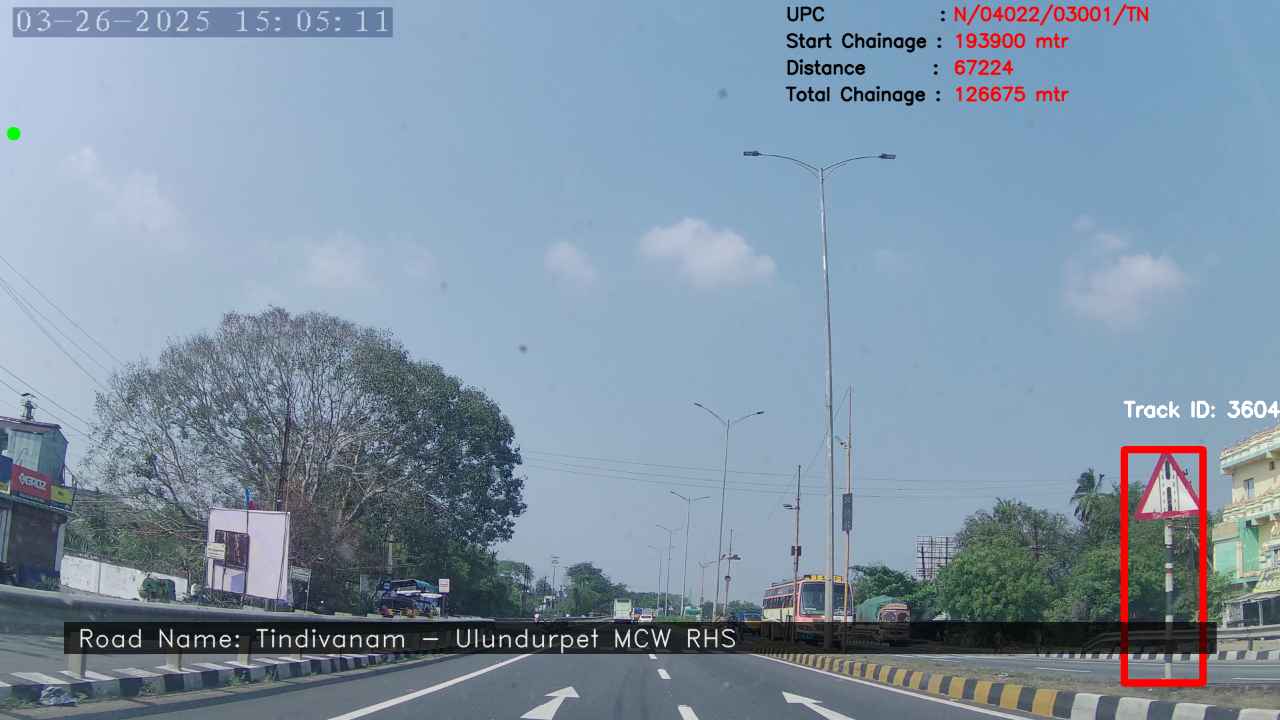 03-26-2025 15:05:11
UPC : N/04022/03001/TN
Start Chainage : 193900 mtr
Distance : 67224
Total Chainage : 126675 mtr
Track ID: 3604
Road Name: Tindivanam - Ulundurpet MCW RHS